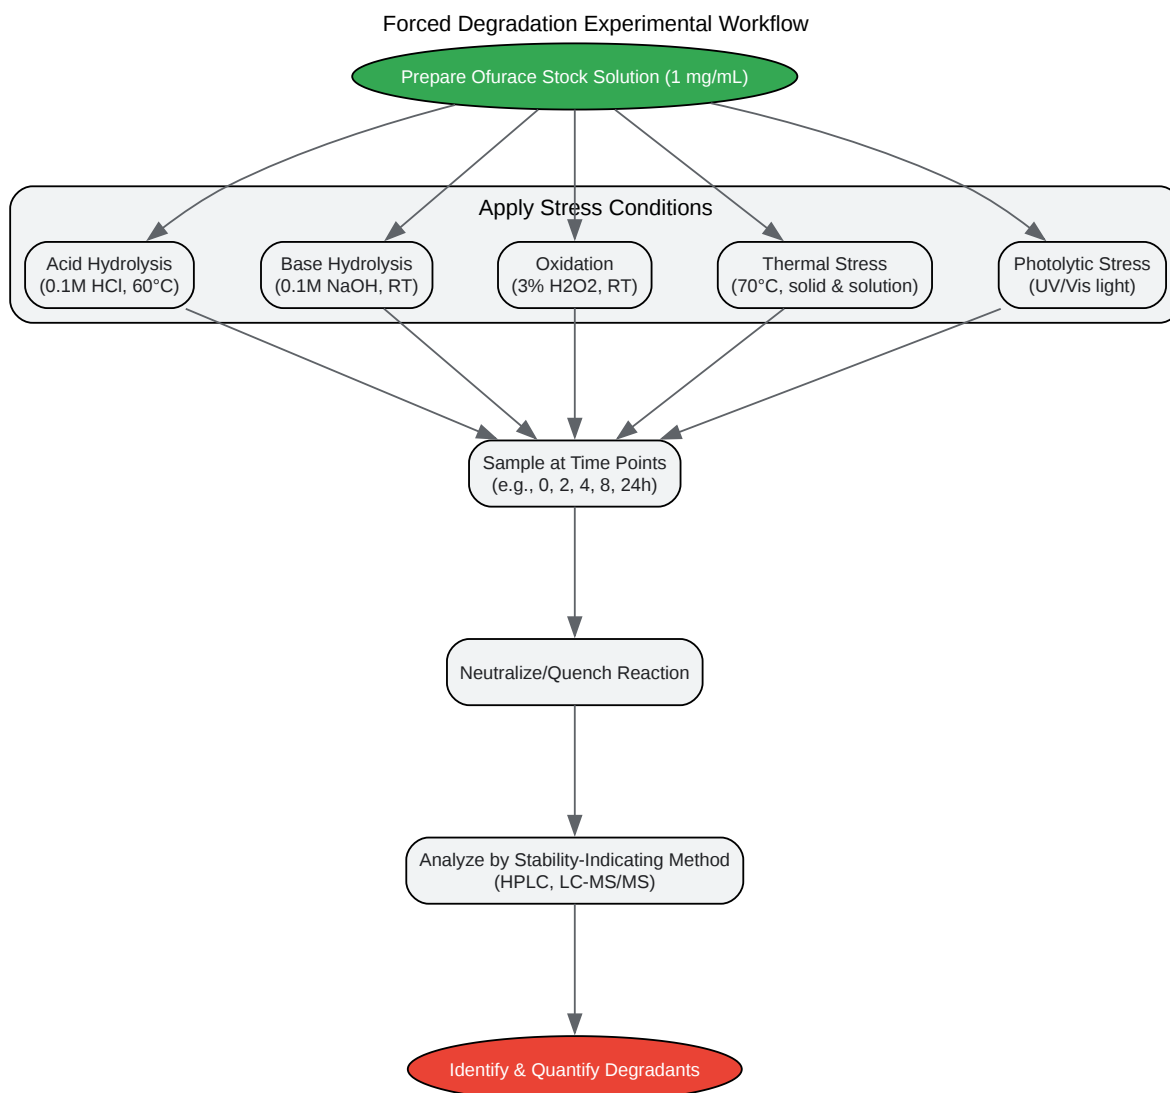 Forced Degradation Experimental Workflow
Prepare Ofurace Stock Solution (1 mg/mL)
Apply Stress Conditions
Acid Hydrolysis
(0.1M HCl, 60°C)
Base Hydrolysis
(0.1M NaOH, RT)
Oxidation
(3% H2O2, RT)
Thermal Stress
(70°C, solid & solution)
Photolytic Stress
(UV/Vis light)
Sample at Time Points
(e.g., 0, 2, 4, 8, 24h)
Neutralize/Quench Reaction
Analyze by Stability-Indicating Method
(HPLC, LC-MS/MS)
Identify & Quantify Degradants